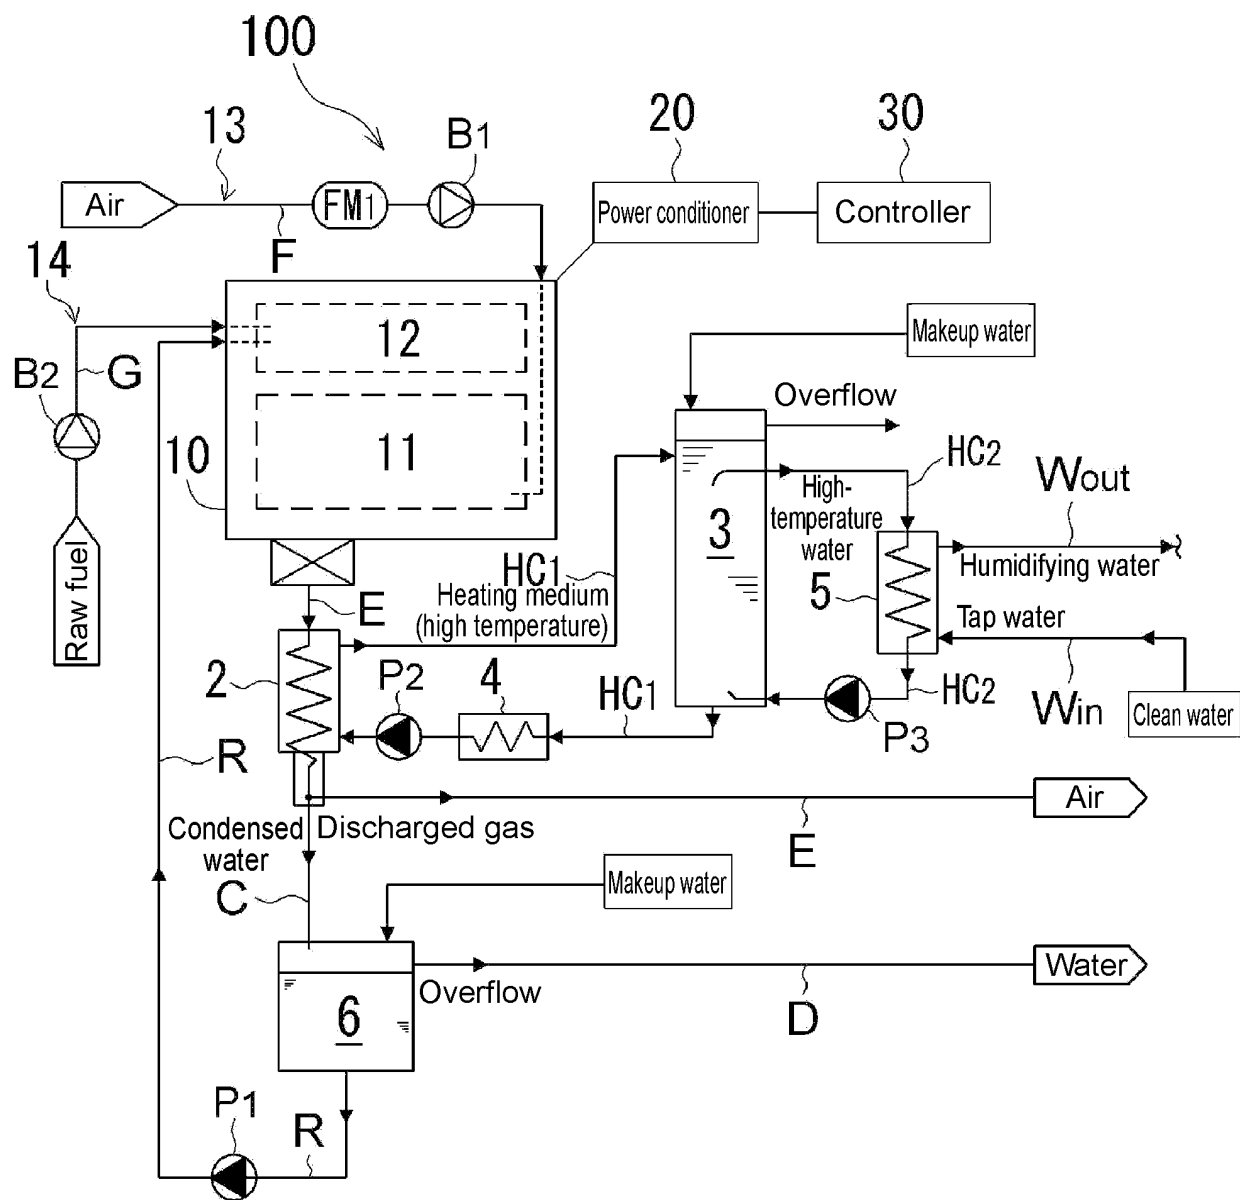 100
13
B1
20
30
Air
FM1
Power conditioner
Controller
F
14
12
Makeup water
B2
G
Overflow
10
11
HC2
Wout
High-
temperature
water
3
HC1
Humidifying water
Raw fuel
E
Heating medium
(high temperature)
5
Tap water
2
P2
4
HC1
HC2
Win
Clean water
P3
R
Air
Condensed
water
Discharged gas
E
C
Makeup water
Water
Overflow
6
D
P1
R